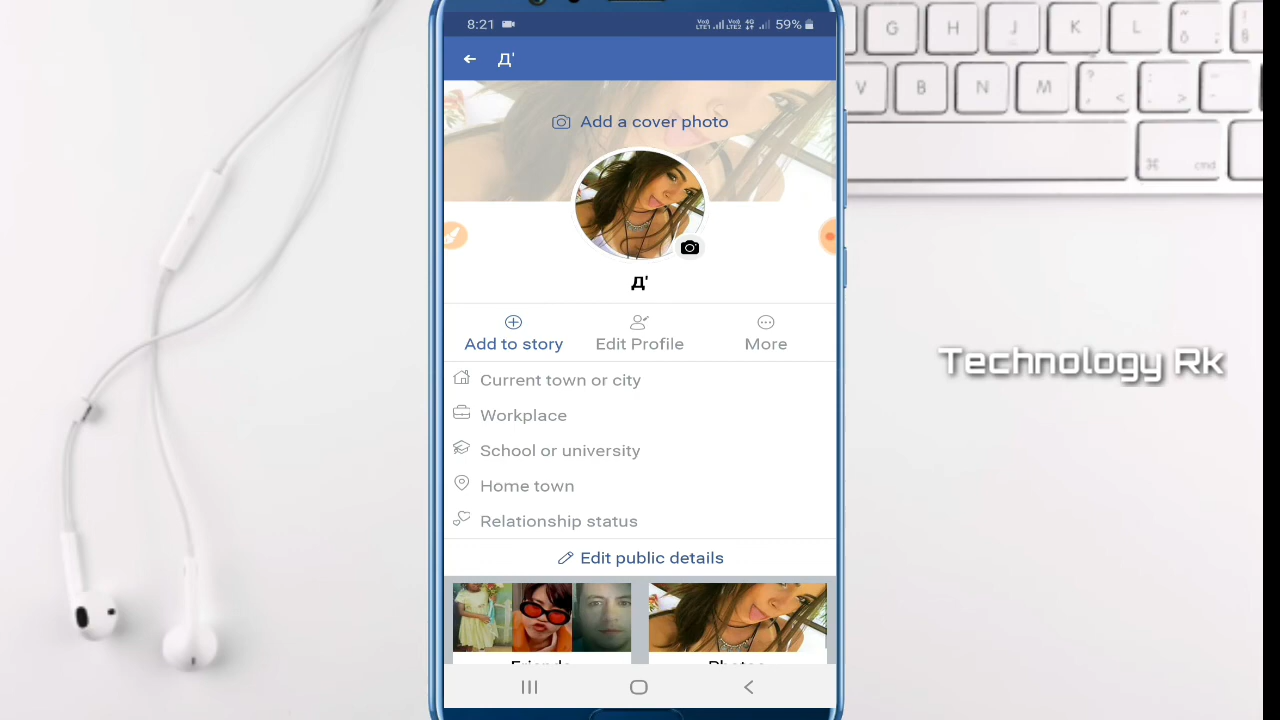 8:21 59%
Д'
Add a cover photo
Д'
Add to story Edit Profile More
Current town or city
Workplace
School or university
Home town
Relationship status
Edit public details
G H J K L
V B N M
cmd
Technology Rk